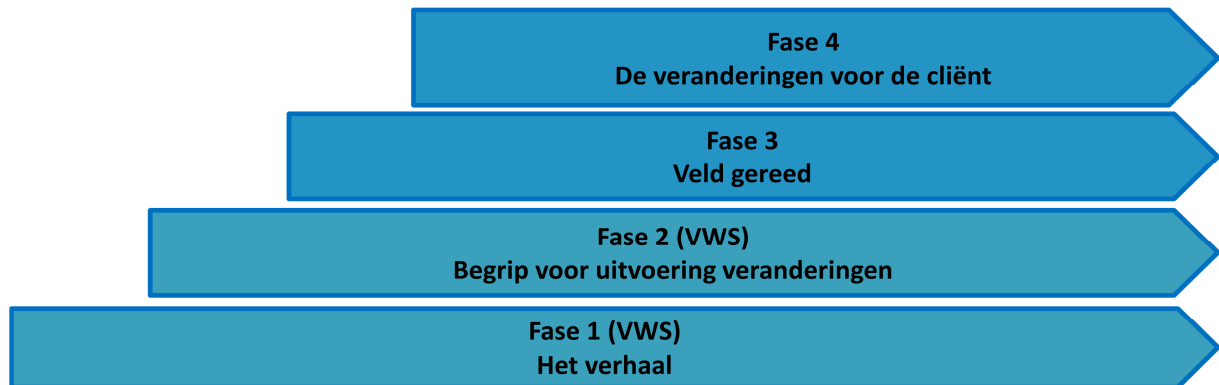 Fase 4
De veranderingen voor de cliënt
Fase 3
Veld gereed
Fase 2 (VWS)
Begrip voor uitvoering veranderingen
Fase 1 (VWS)
Het verhaal